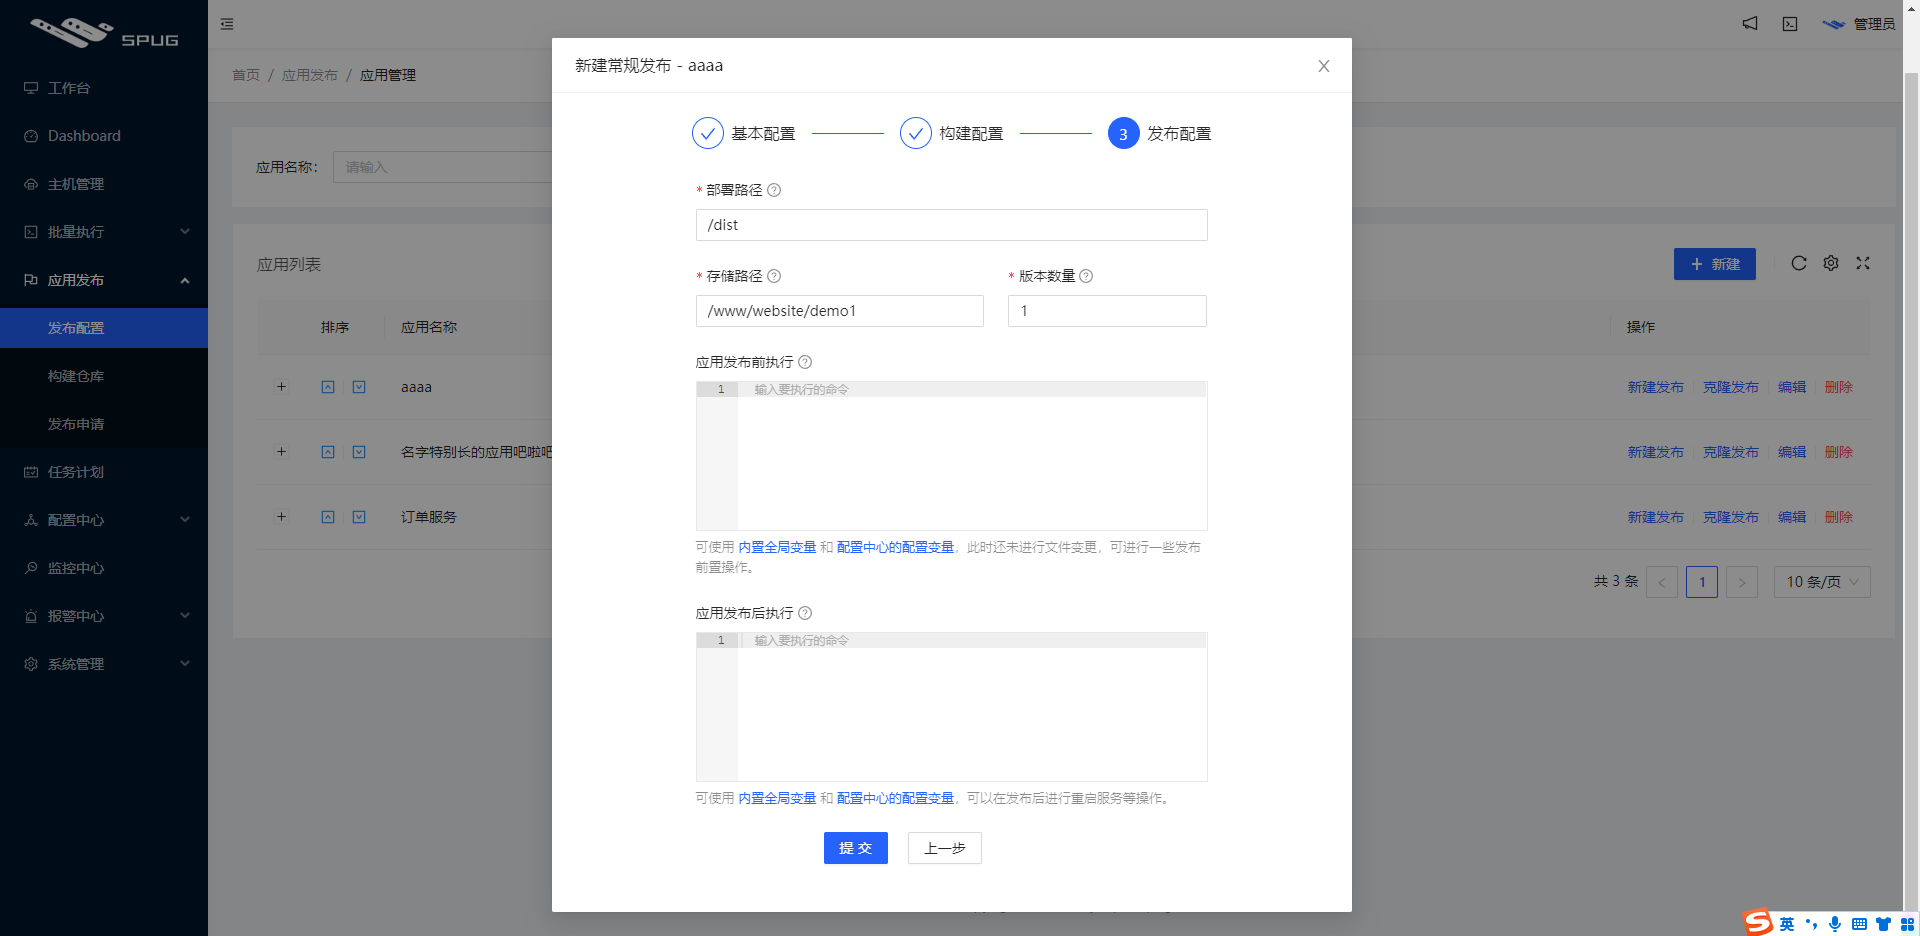 SPUG
管理员
工作台
Dashboard
主机管理
批量执行
应用发布
发布配置
构建仓库
发布申请
任务计划
配置中心
监控中心
报警中心
系统管理
首页 / 应用发布 / 应用管理
应用名称：
请输入
应用列表
新建
排序 应用名称 操作
aaaa 新建发布 克隆发布 编辑 删除
名字特别长的应用吧啦吧 新建发布 克隆发布 编辑 删除
订单服务 新建发布 克隆发布 编辑 删除
共 3 条 < 1 > 10 条/页
新建常规发布 - aaaa
基本配置 构建配置 3 发布配置
* 部署路径
/dist
* 存储路径 * 版本数量
/www/website/demo1 1
应用发布前执行
1 输入要执行的命令
可使用 内置全局变量 和 配置中心的配置变量，此时还未进行文件变更，可进行一些发布
前置操作。
应用发布后执行
1 输入要执行的命令
可使用 内置全局变量 和 配置中心的配置变量，可以在发布后进行重启服务等操作。
提交 上一步
S 英